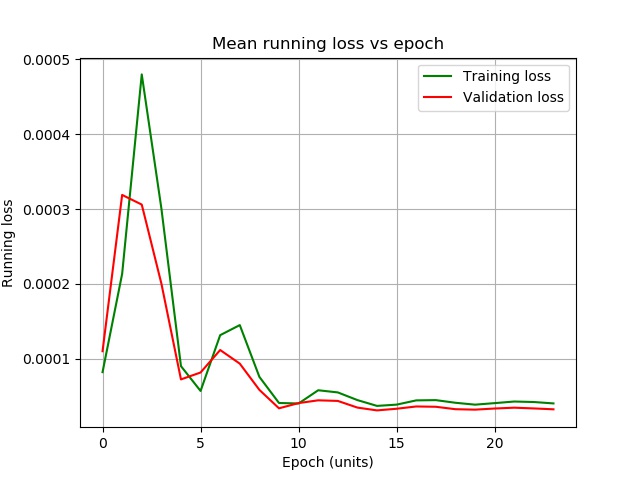 Mean running loss vs epoch
Training loss
Validation loss
0.0005
0.0004
0.0003
0.0002
0.0001
Running loss
0 5 10 15 20
Epoch (units)